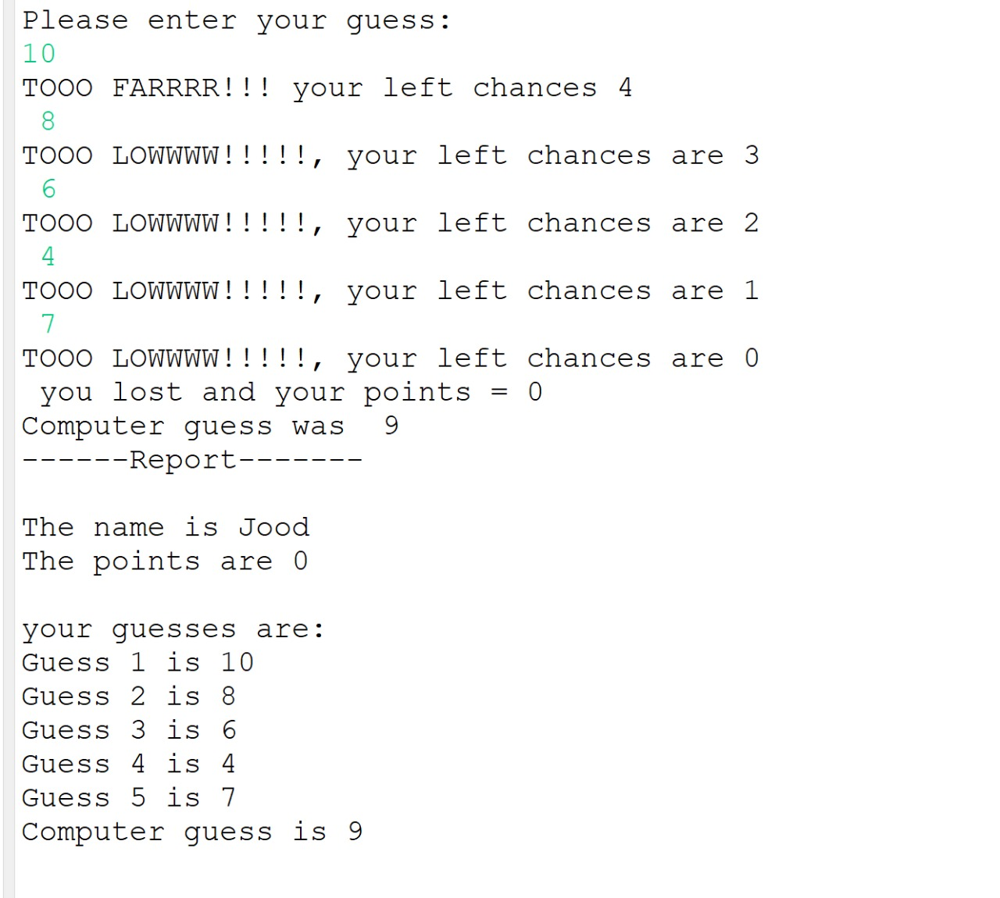 Please enter your guess:
10
TOOO FARRRR!!! your left chances 4
8
TOOO LOWWWW!!!!!, your left chances are 3
6
TOOO LOWWWW!!!!!, your left chances are 2
4
TOOO LOWWWW!!!!!, your left chances are 1
7
TOOO LOWWWW!!!!!, your left chances are 0
you lost and your points = 0
Computer guess was  9
------Report-------
The name is Jood
The points are 0
your guesses are:
Guess 1 is 10
Guess 2 is 8
Guess 3 is 6
Guess 4 is 4
Guess 5 is 7
Computer guess is 9